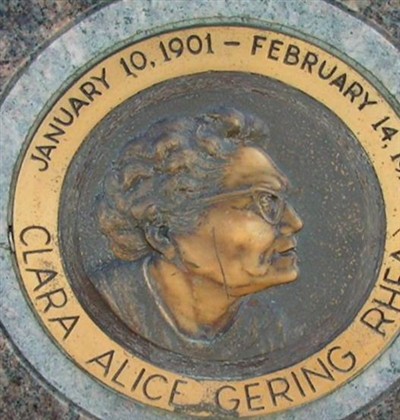 JANUARY 10, 1901 – FEBRUARY 14,
CLARA ALICE GERING RHEA